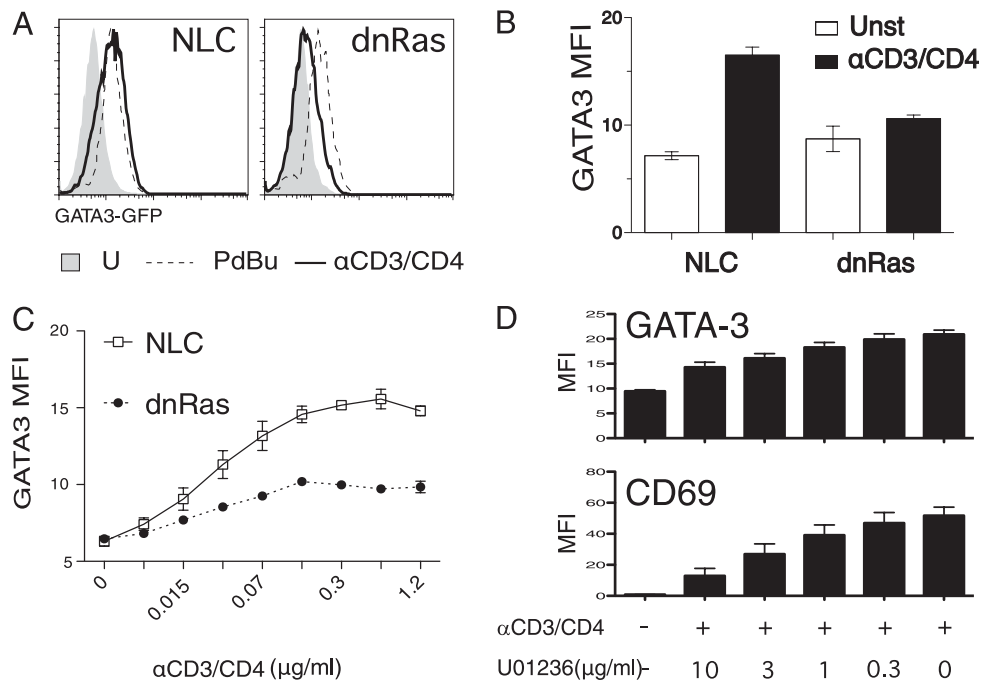 A
NLC
dnRas
GATA3-GFP
U PdBu αCD3/CD4
B
GATA3 MFI
20
10
0
Unst
αCD3/CD4
NLC dnRas
C
GATA3 MFI
20
15
10
5
NLC
dnRas
0 0.015 0.07 0.3 1.2
αCD3/CD4 (μg/ml)
D
GATA-3
MFI
25
20
15
10
5
0
CD69
MFI
80
60
40
20
0
αCD3/CD4 - + + + + +
U01236(μg/ml)- 10 3 1 0.3 0